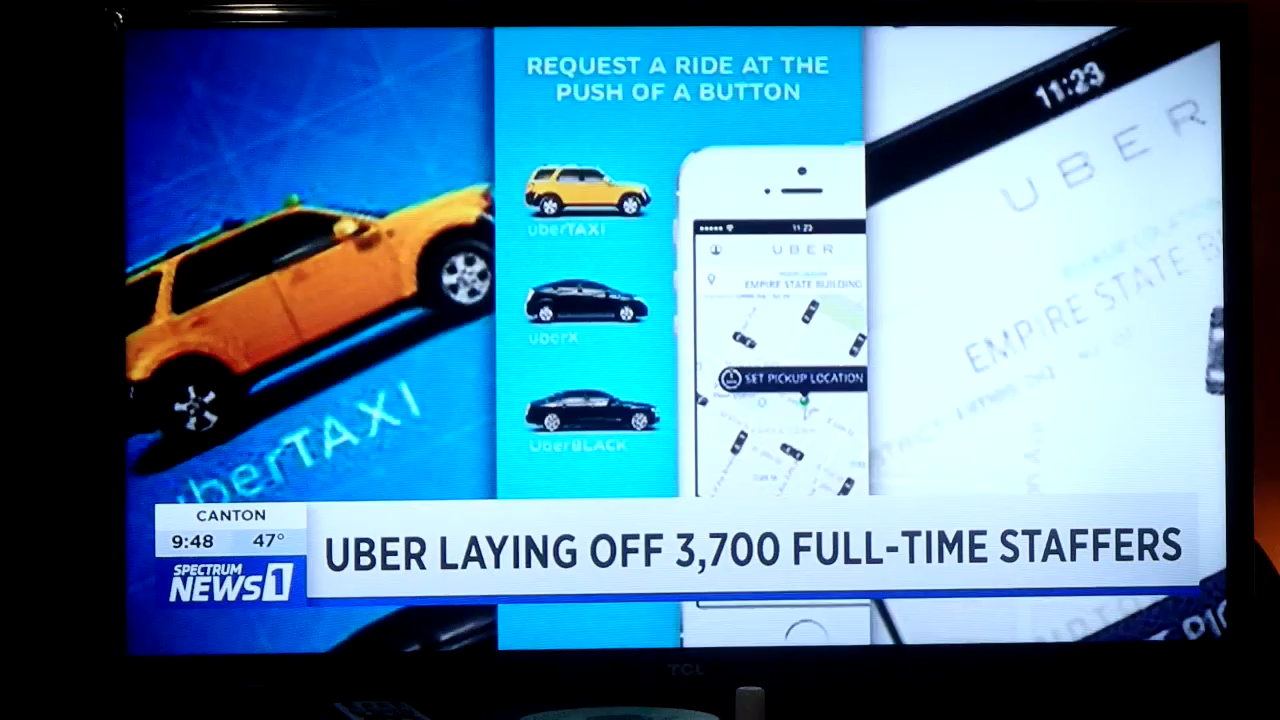 REQUEST A RIDE AT THE
PUSH OF A BUTTON
uberTAXI
uberX
UberBLACK
11:23
UBER
EMPIRE STATE BUILDING
SET PICKUP LOCATION
uberTAXI
11:23
UBER
EMPIRE STATE B
CANTON
9:48 47°
SPECTRUM
NEWS 1
UBER LAYING OFF 3,700 FULL-TIME STAFFERS
TCL